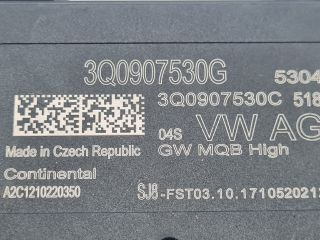 3Q0907530G 5304
3Q0907530C 518
04S VW AG
Made in Czech Republic GW MQB High
Continental
A2C1210220350 SJ8-FST03.10.171052021